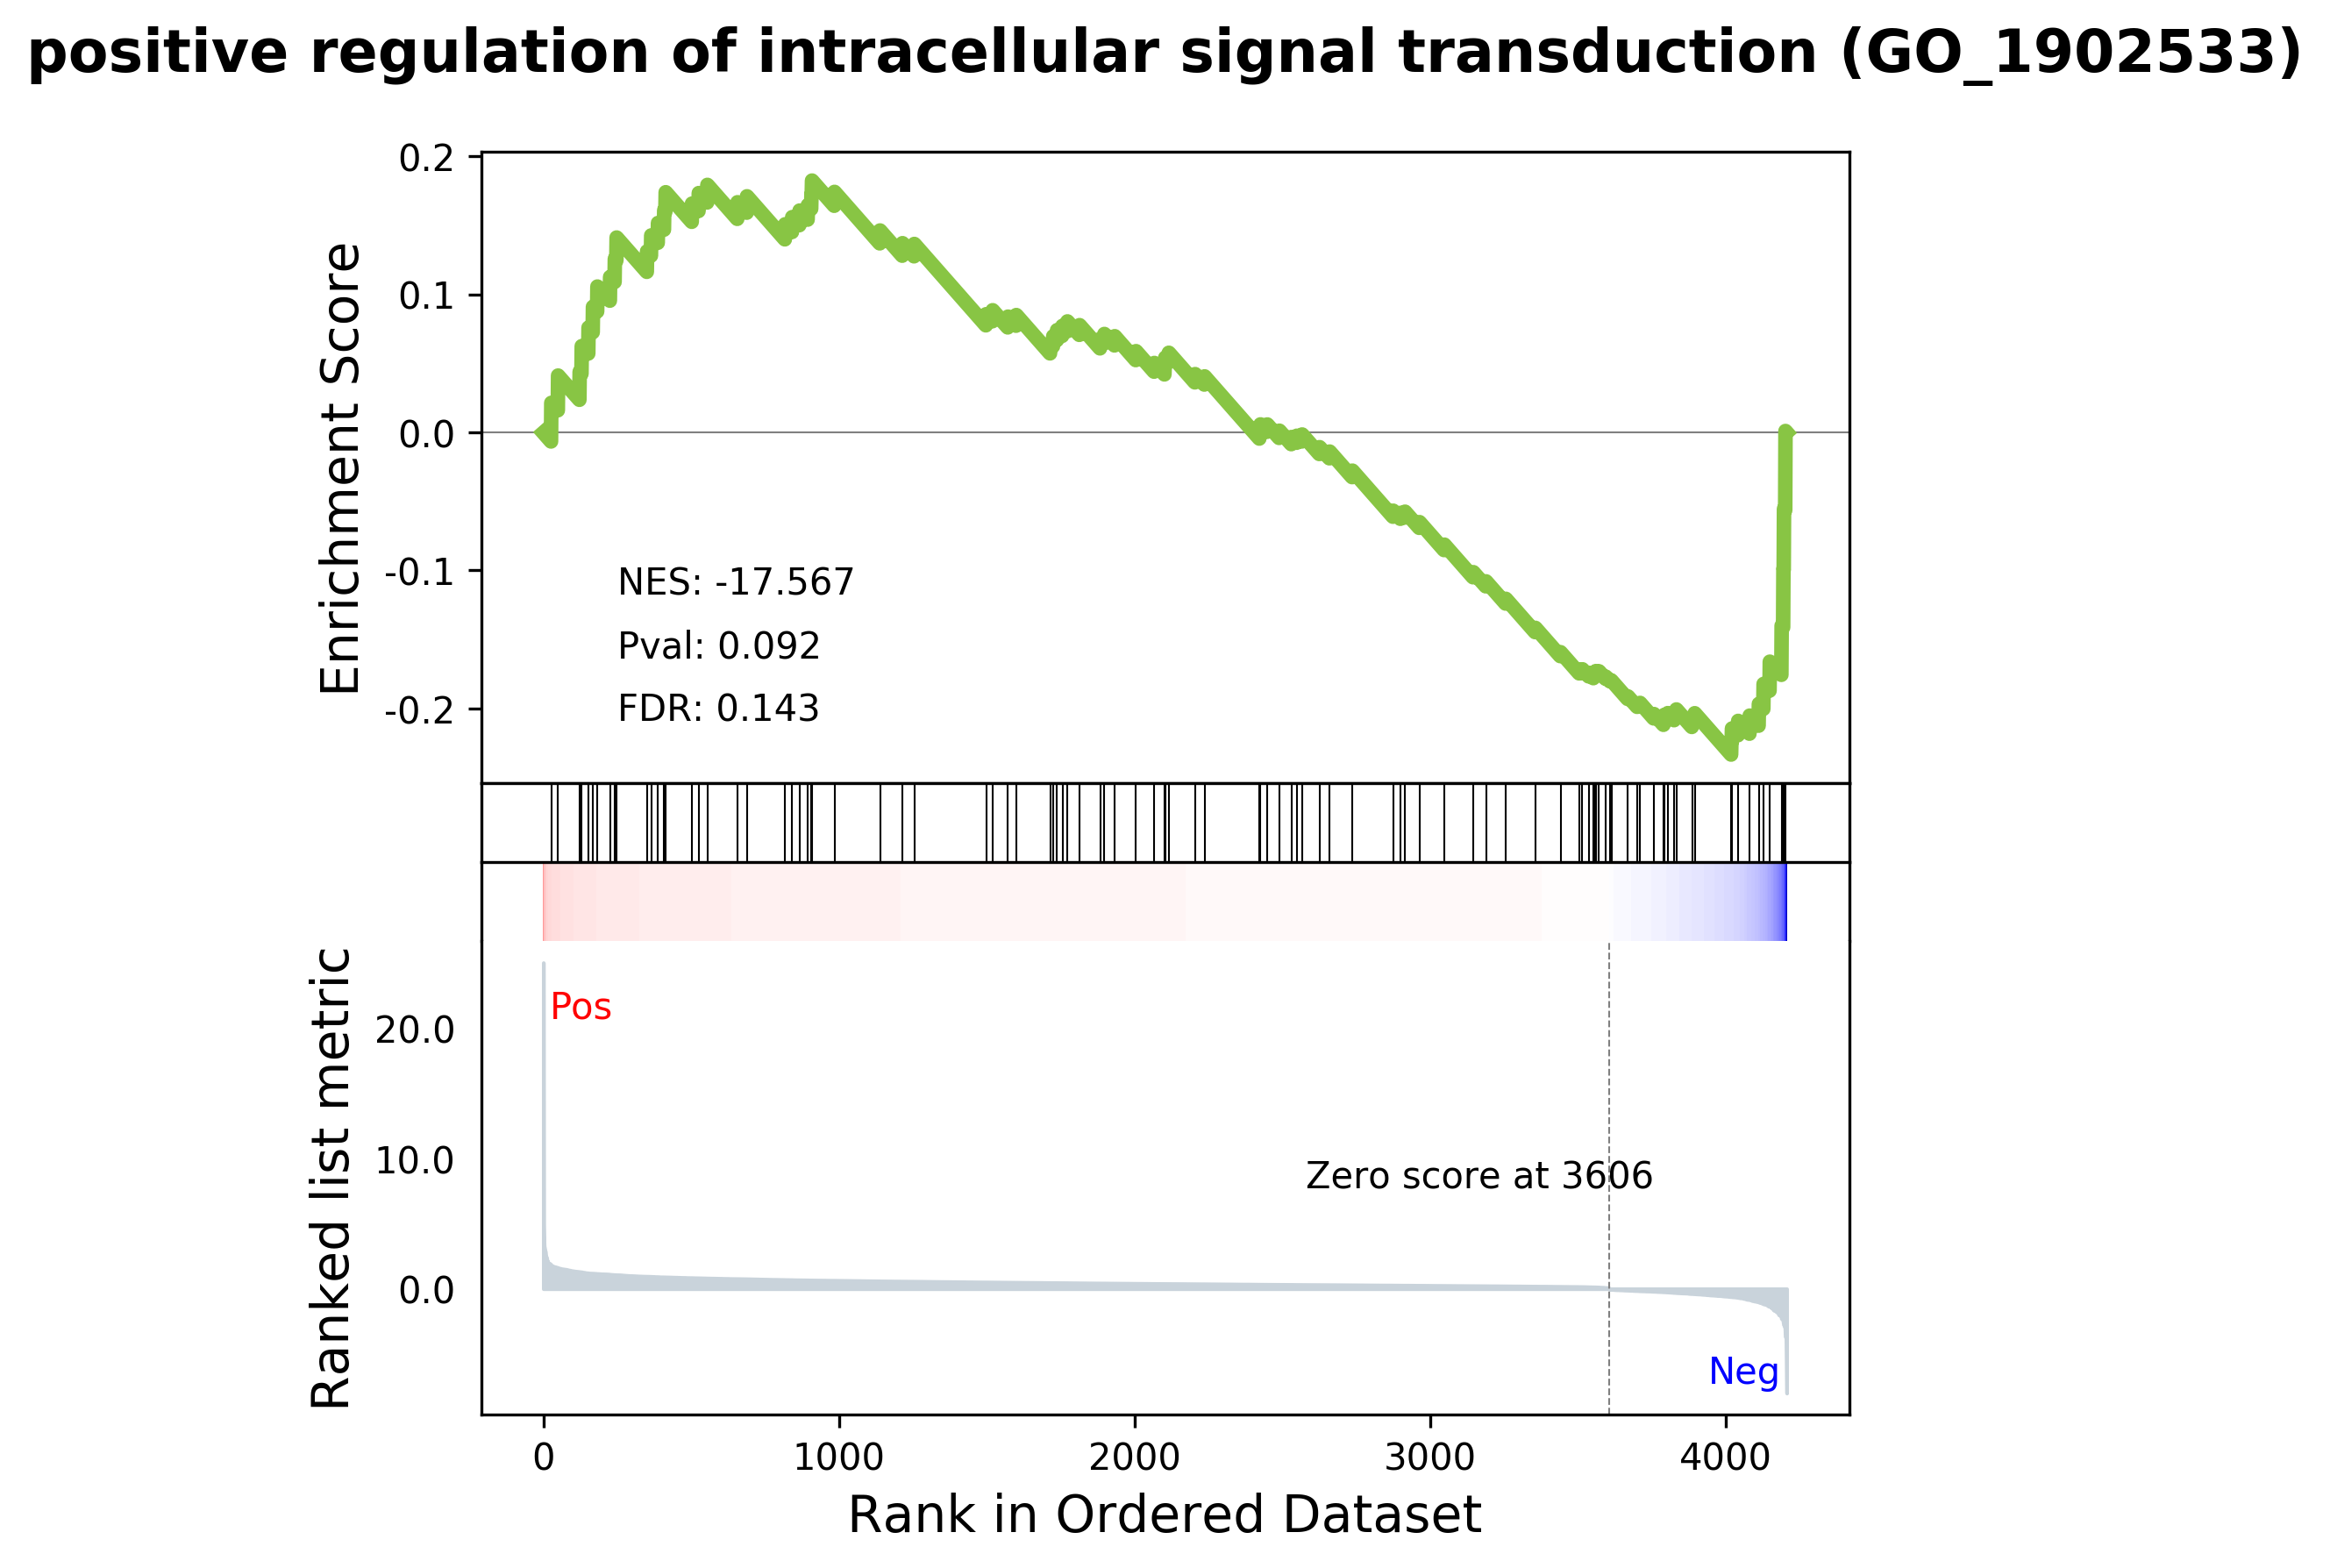 positive regulation of intracellular signal transduction (GO_1902533)
Enrichment Score
0.2
0.1
0.0
-0.1
-0.2
NES: -17.567
Pval: 0.092
FDR: 0.143
Ranked list metric
20.0
10.0
0.0
Pos
Zero score at 3606
Neg
0 1000 2000 3000 4000
Rank in Ordered Dataset